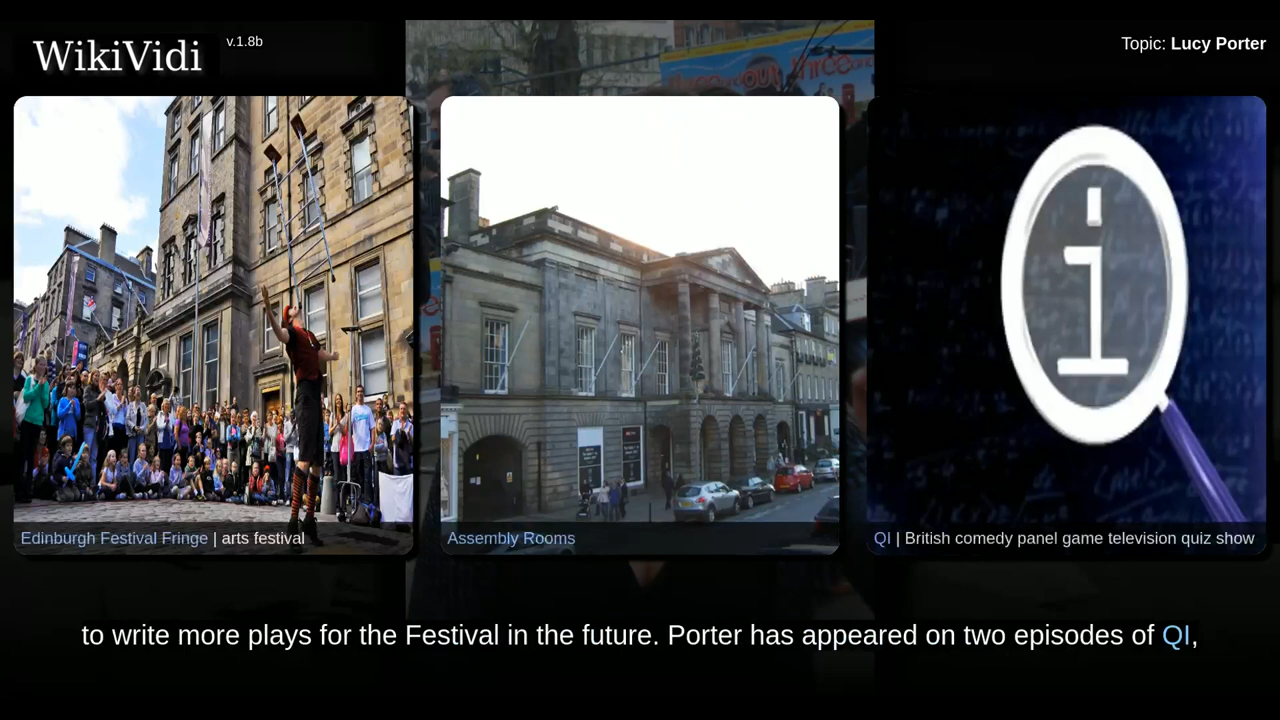 WikiVidi
v.1.8b
Topic: Lucy Porter
Edinburgh Festival Fringe | arts festival
Assembly Rooms
QI | British comedy panel game television quiz show
to write more plays for the Festival in the future. Porter has appeared on two episodes of QI,